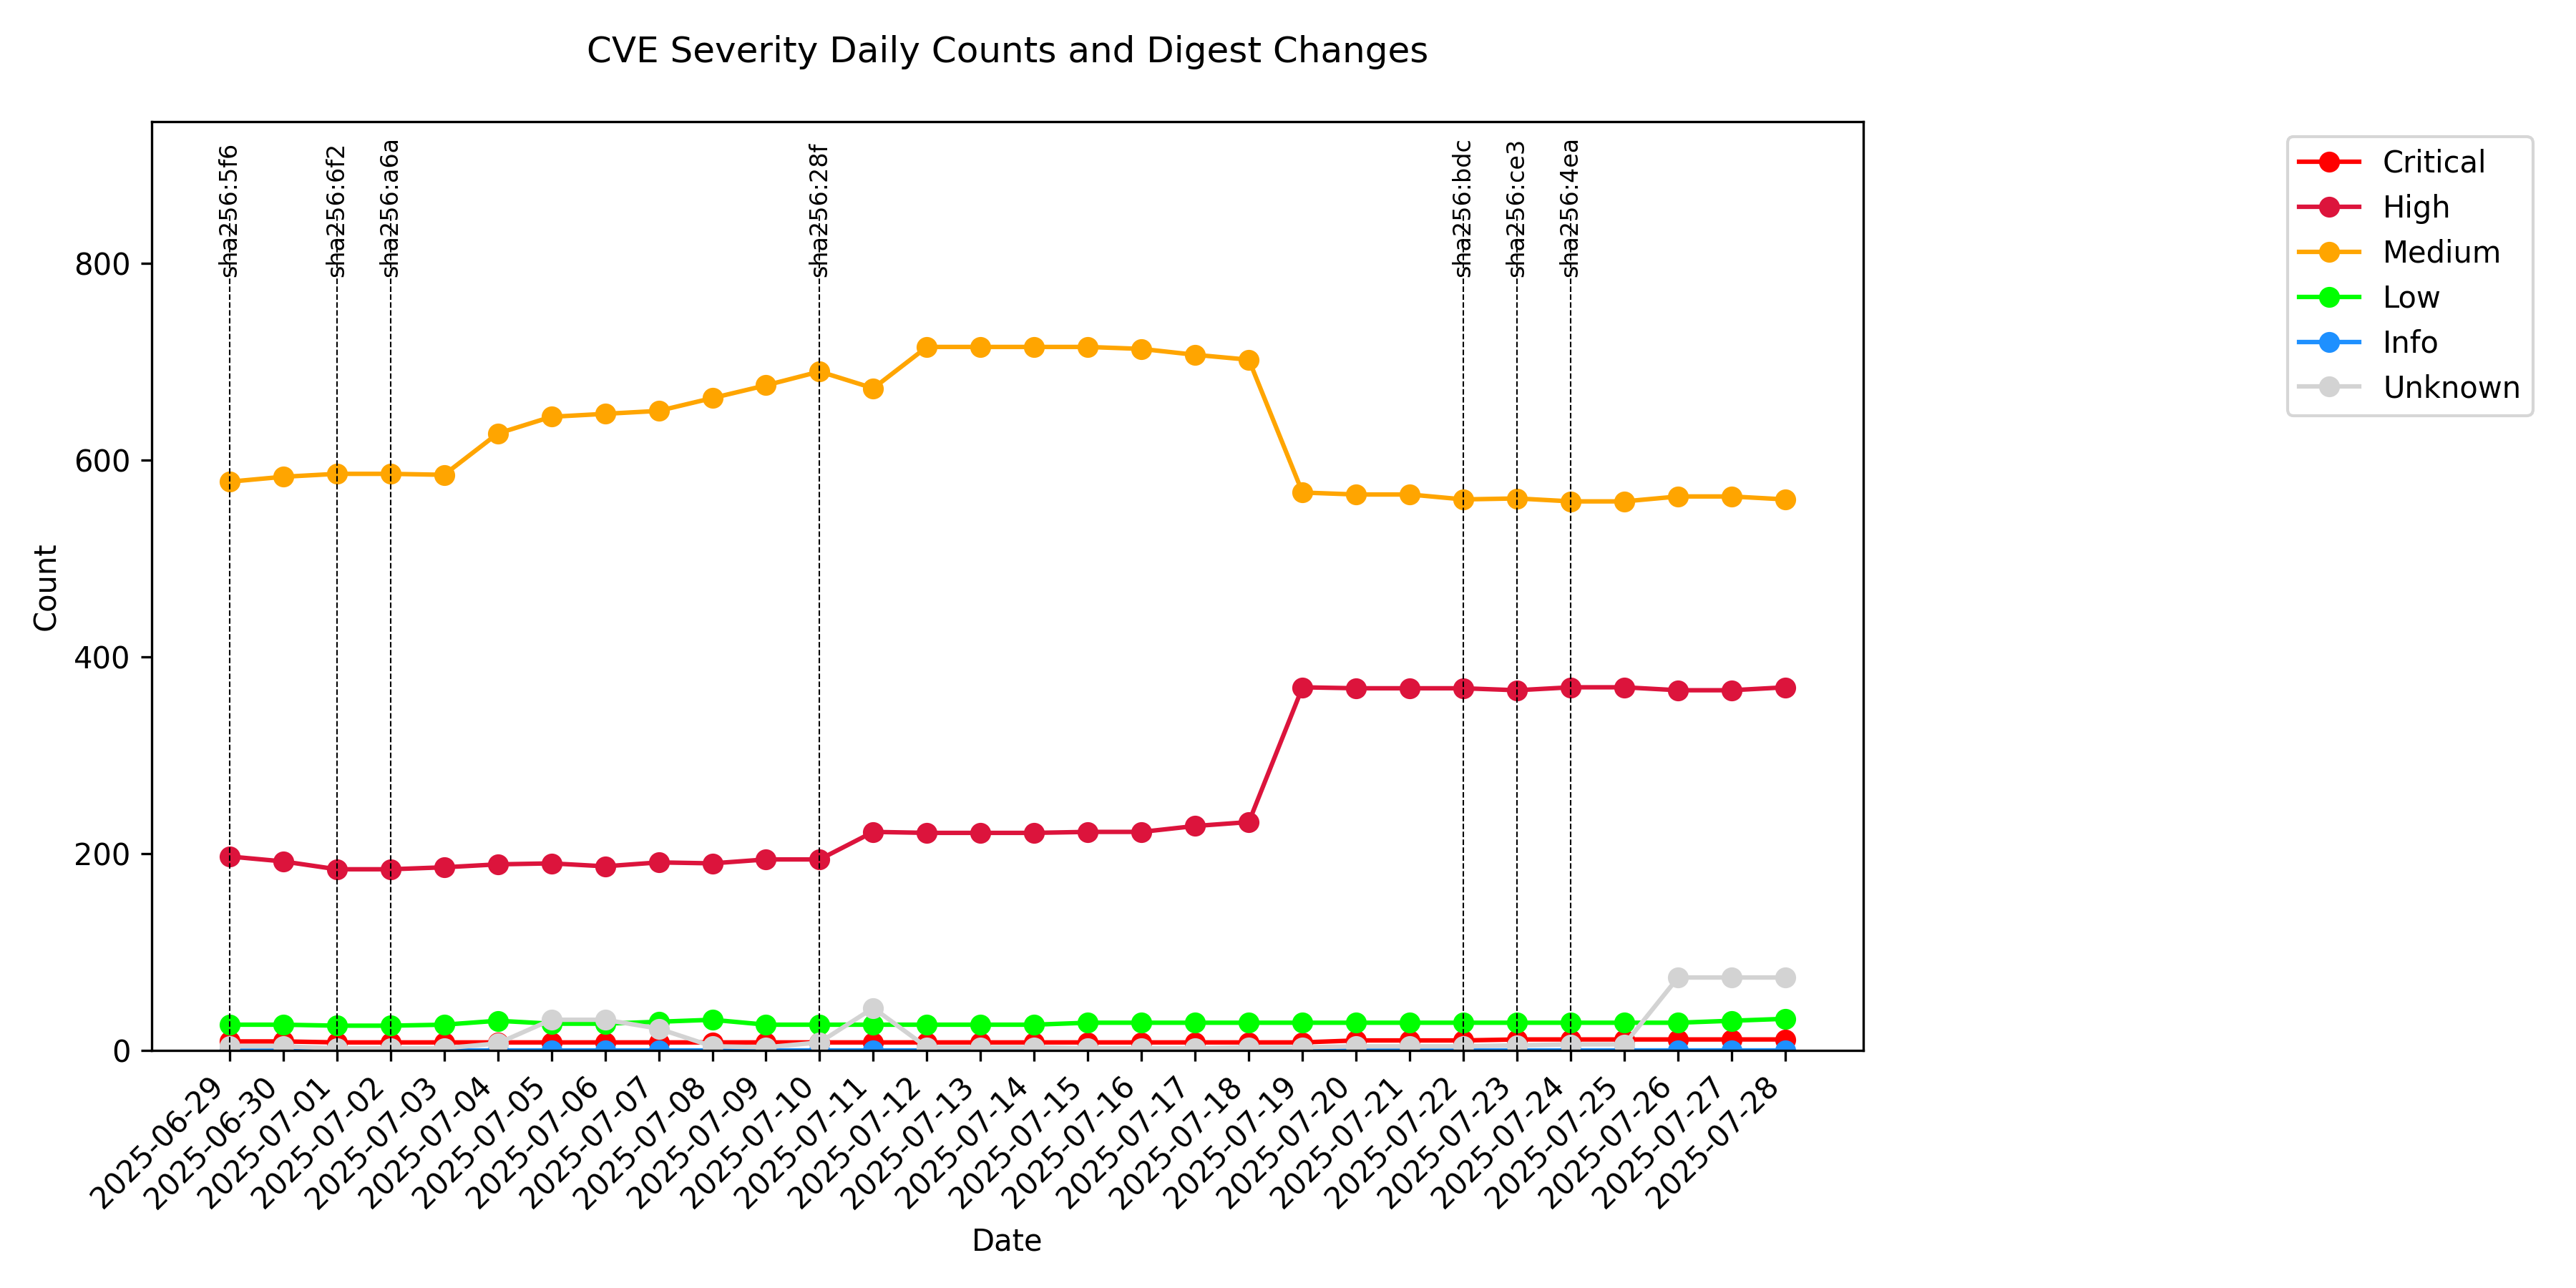 CVE Severity Daily Counts and Digest Changes
sha256:5f6
sha256:6f2
sha256:a6a
sha256:28f
sha256:bdc
sha256:ce3
sha256:4ea
Critical
High
Medium
Low
Info
Unknown
800
600
400
200
0
Count
2025-06-29
2025-06-30
2025-07-01
2025-07-02
2025-07-03
2025-07-04
2025-07-05
2025-07-06
2025-07-07
2025-07-08
2025-07-09
2025-07-10
2025-07-11
2025-07-12
2025-07-13
2025-07-14
2025-07-15
2025-07-16
2025-07-17
2025-07-18
2025-07-19
2025-07-20
2025-07-21
2025-07-22
2025-07-23
2025-07-24
2025-07-25
2025-07-26
2025-07-27
2025-07-28
Date